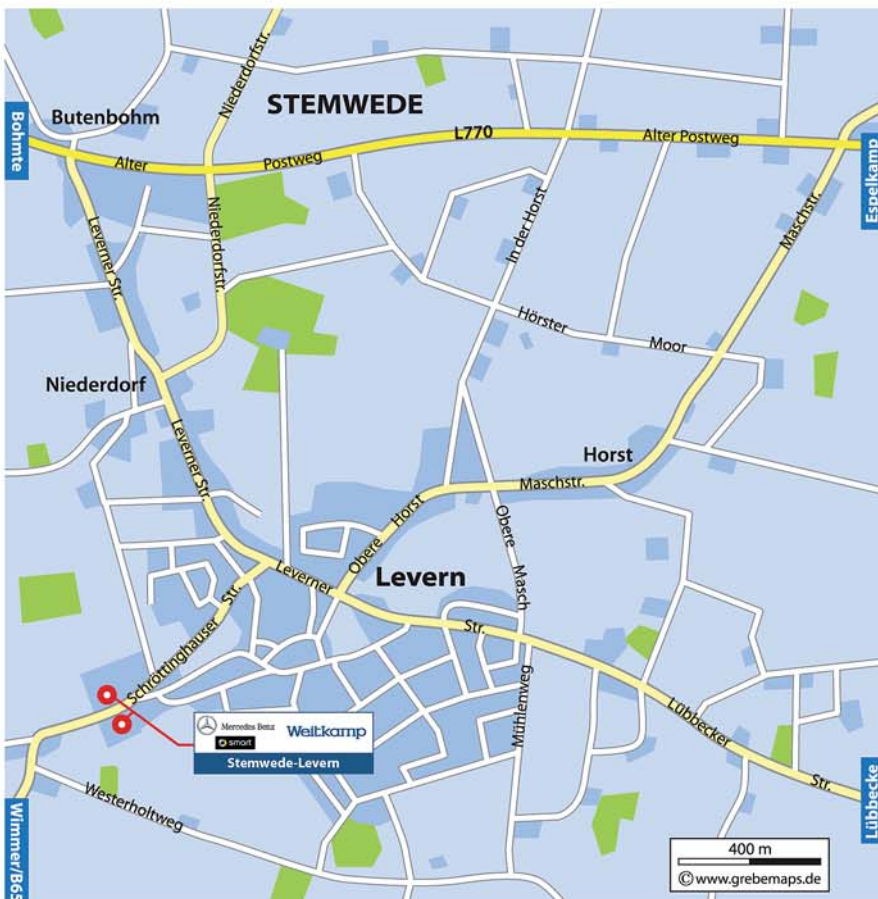 Niederdorfstr.
STEMWEDE
Butenbohm
Bohmte
L770
Alter
Postweg
Alter Postweg
Espelkamp
Maschstr.
In der Horst
Niederdorfstr.
Leverner Str.
Hörster
Moor
Niederdorf
Leverner Str.
Horst
Maschstr.
Obere
Horst
Obere
Masch
Levern
Leverner
Str.
Schröttinghauser
Str.
Mühlenweg
Lübbecker
Str.
Mercedes Benz
smart
Weitkamp
Stemwede-Levern
Westerholtweg
Wimmer/B65
Lübbecke
400 m
© www.grebemaps.de